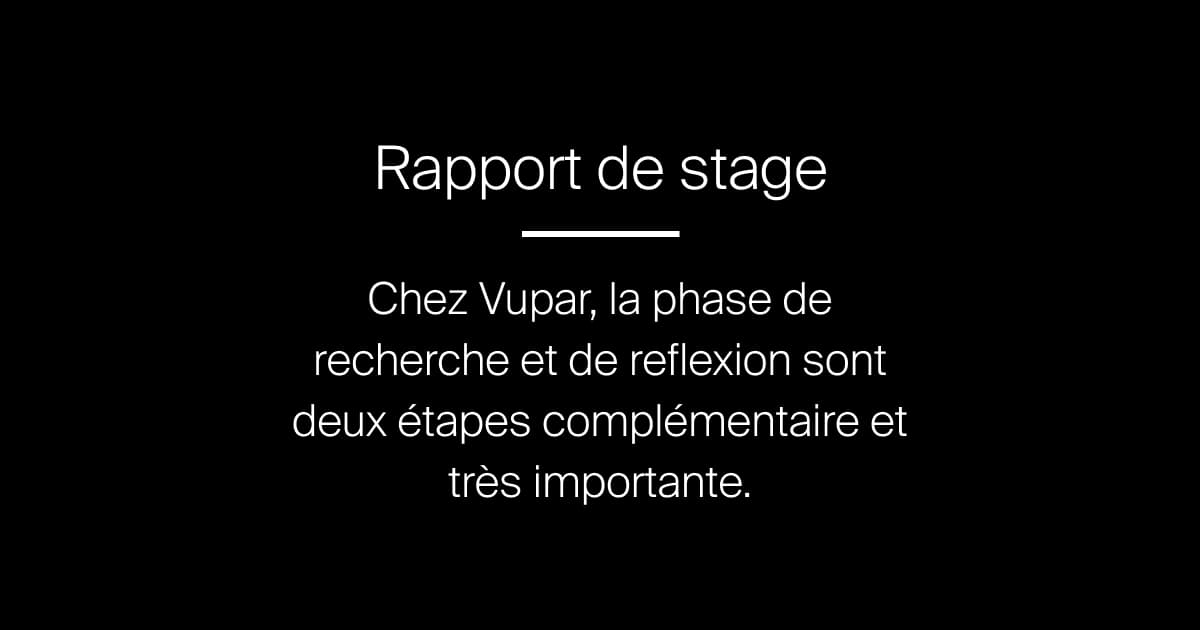 Rapport de stage
Chez Vupar, la phase de
recherche et de reflexion sont
deux étapes complémentaire et
très importante.